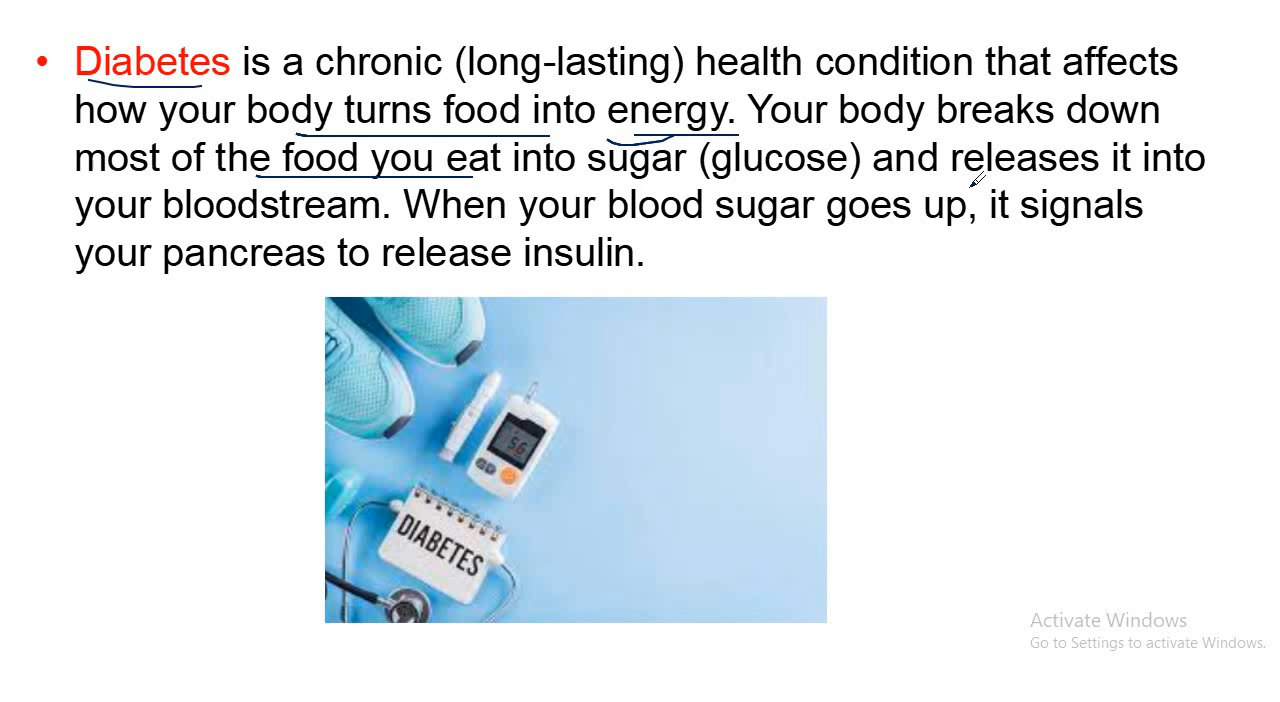 • Diabetes is a chronic (long-lasting) health condition that affects
how your body turns food into energy. Your body breaks down
most of the food you eat into sugar (glucose) and releases it into
your bloodstream. When your blood sugar goes up, it signals
your pancreas to release insulin.
5.6
DIABETES
Activate Windows
Go to Settings to activate Windows.